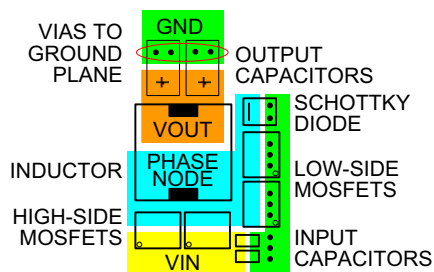 GND
VIAS TO
GROUND
PLANE
OUTPUT
CAPACITORS
SCHOTTKY
DIODE
VOUT
INDUCTOR
PHASE
NODE
LOW-SIDE
MOSFETS
HIGH-SIDE
MOSFETS
INPUT
CAPACITORS
VIN